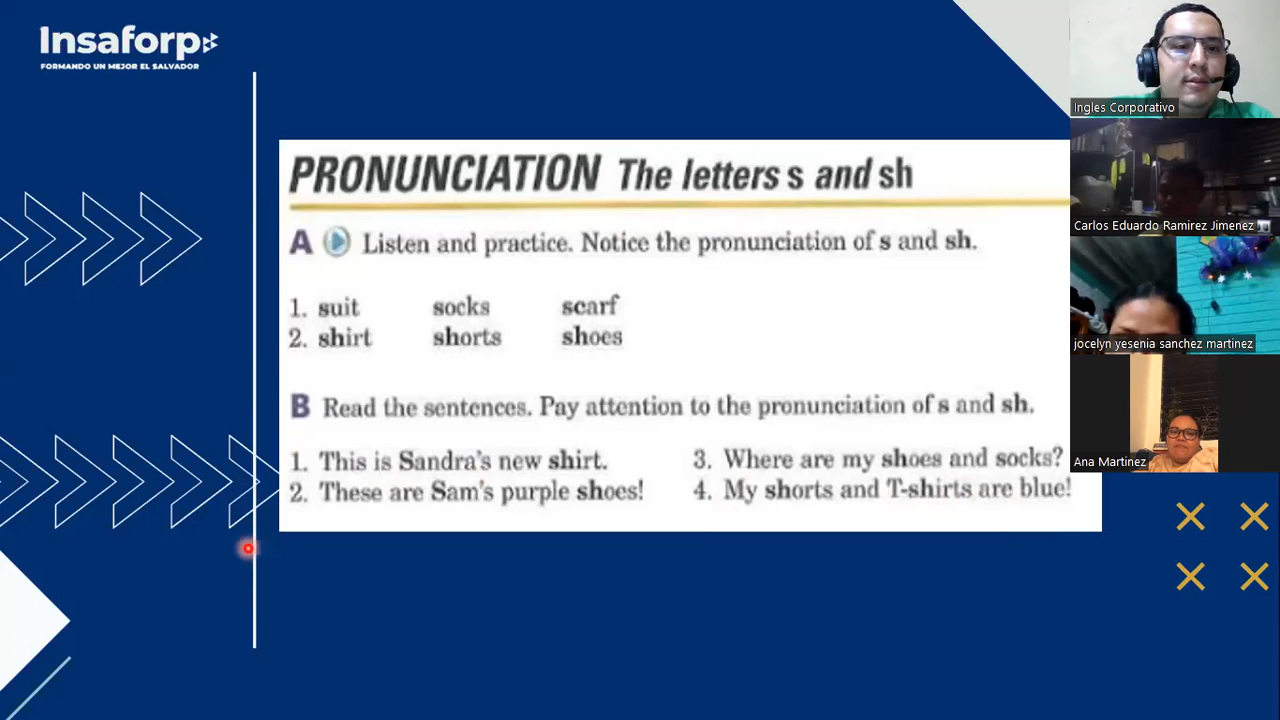 Insaforp
FORMANDO UN MEJOR EL SALVADOR
PRONUNCIATION The letters s and sh
A Listen and practice. Notice the pronunciation of s and sh.
1. suit socks scarf
2. shirt shorts shoes
B Read the sentences. Pay attention to the pronunciation of s and sh.
1. This is Sandra's new shirt.
2. These are Sam's purple shoes!
3. Where are my shoes and socks?
4. My shorts and T-shirts are blue!
Ingles Corporativo
Carlos Eduardo Ramirez Jimenez
jocelyn yesenia sanchez martinez
Ana Martinez